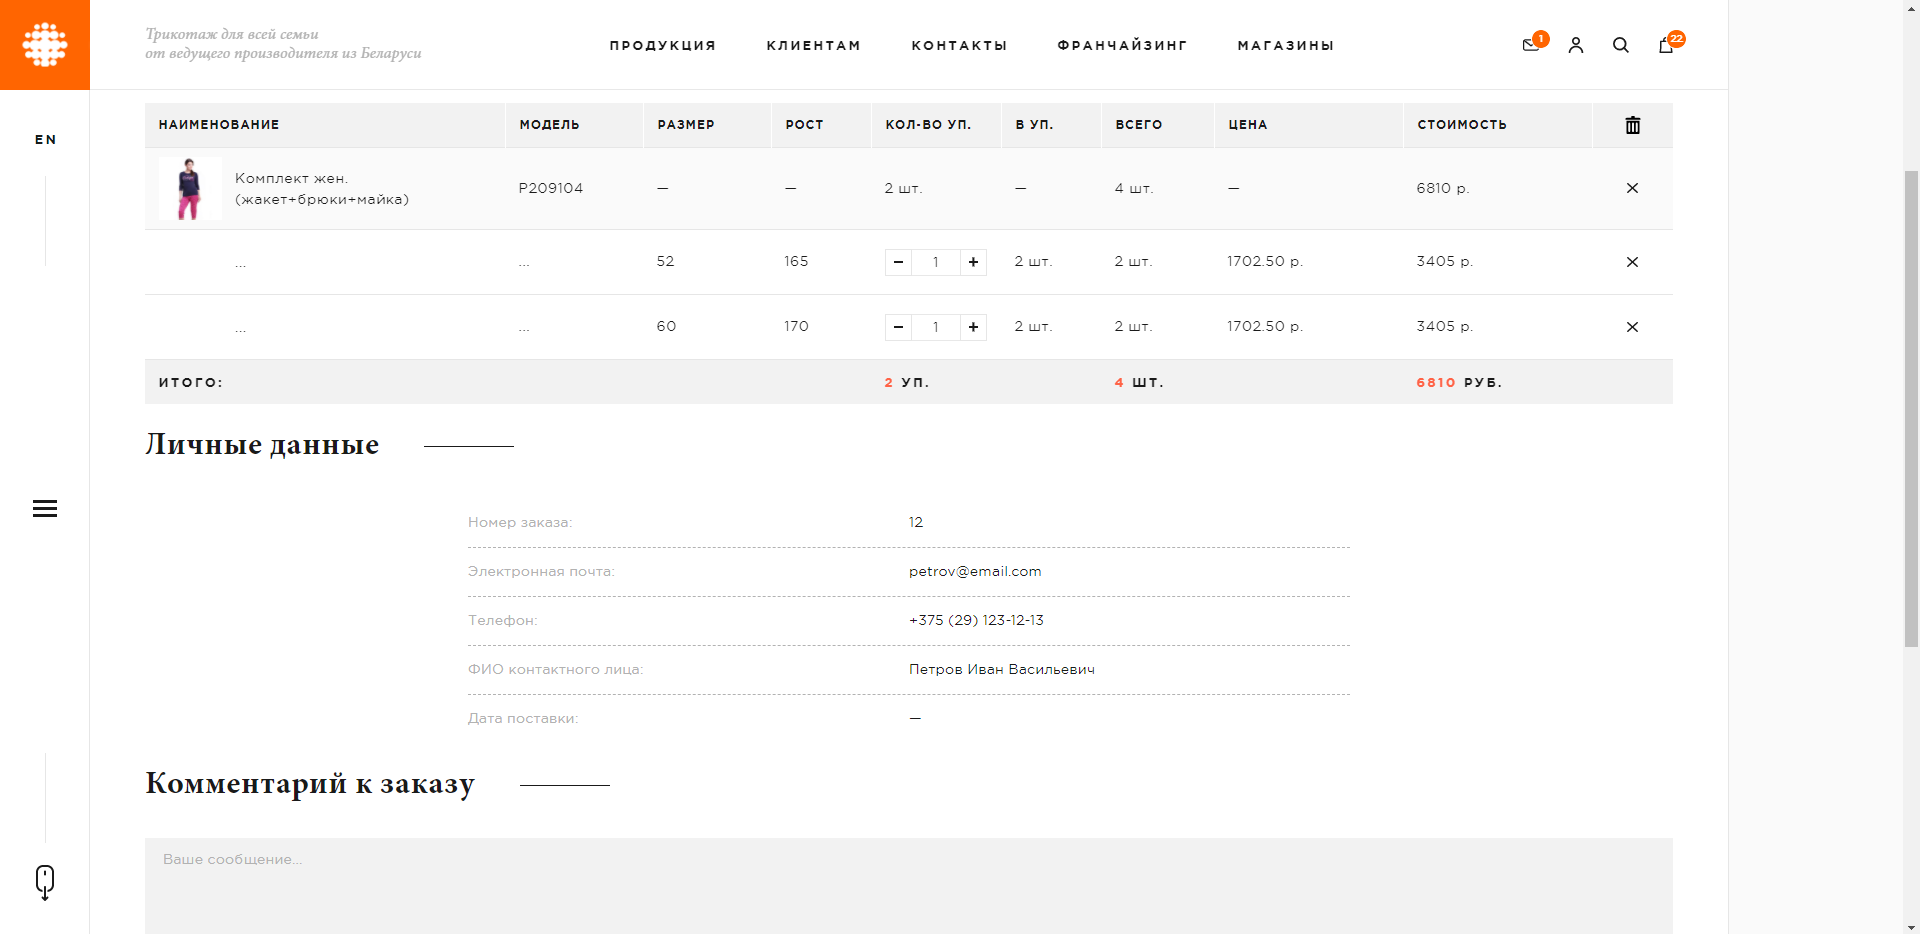 Трикотаж для всей семьи
от ведущего производителя из Беларуси
ПРОДУКЦИЯ КЛИЕНТАМ КОНТАКТЫ ФРАНЧАЙЗИНГ МАГАЗИНЫ
1 22
EN
НАИМЕНОВАНИЕ МОДЕЛЬ РАЗМЕР РОСТ КОЛ-ВО УП. В УП. ВСЕГО ЦЕНА СТОИМОСТЬ
Комплект жен.
(жакет+брюки+майка) P209104 — — 2 шт. — 4 шт. — 6810 р.
... ... 52 165 − 1 + 2 шт. 2 шт. 1702.50 р. 3405 р.
... ... 60 170 − 1 + 2 шт. 2 шт. 1702.50 р. 3405 р.
ИТОГО: 2 УП. 4 ШТ. 6810 РУБ.
Личные данные
Номер заказа: 12
Электронная почта: petrov@email.com
Телефон: +375 (29) 123-12-13
ФИО контактного лица: Петров Иван Васильевич
Дата поставки: —
Комментарий к заказу
Ваше сообщение...